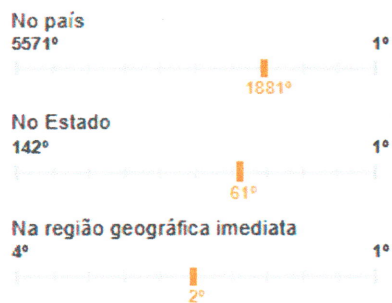 No país
5571º 1º
1881º
No Estado
142º 1º
61º
Na região geográfica imediata
4º 1º
2º